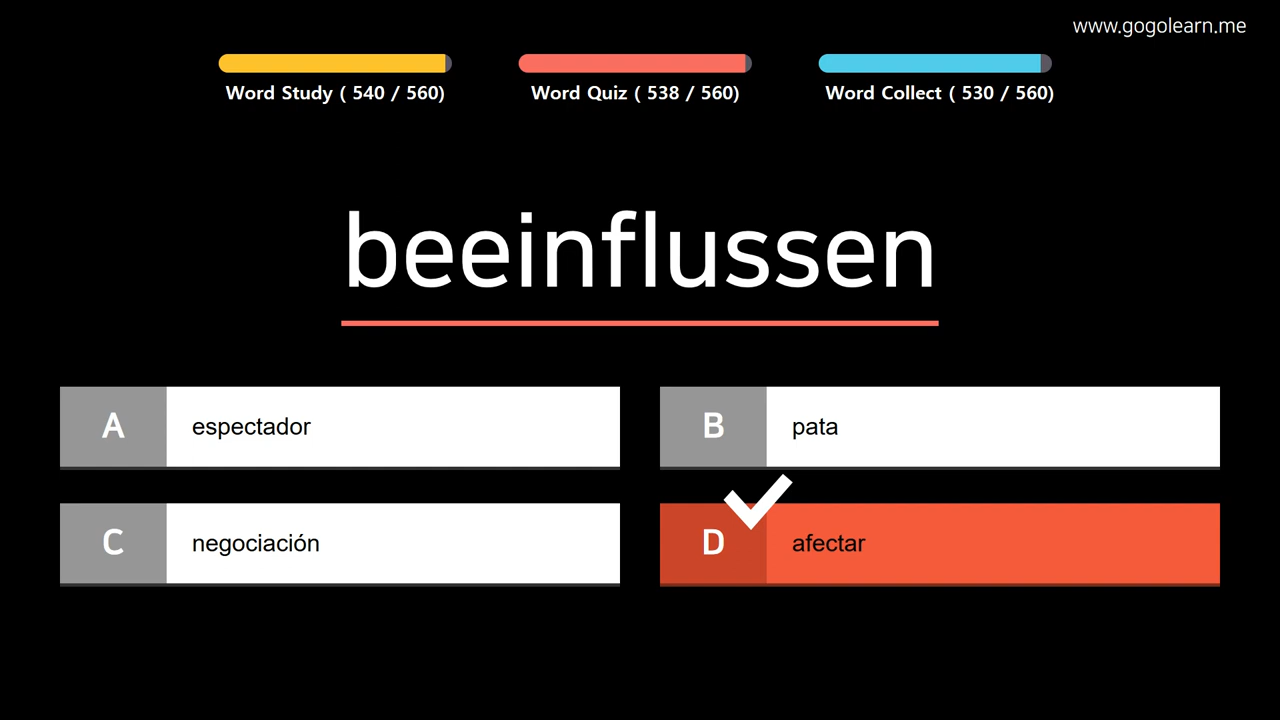 www.gogolearn.me
Word Study ( 540 / 560)
Word Quiz ( 538 / 560)
Word Collect ( 530 / 560)
beeinflussen
A espectador
B pata
C negociación
D afectar